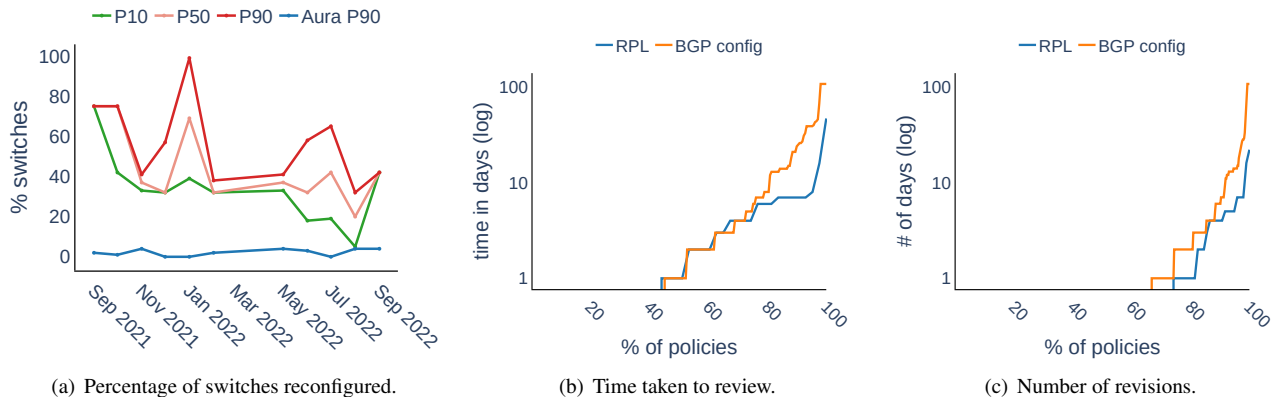 P10 P50 P90 Aura P90
% switches
100
80
60
40
20
0
Sep 2021
Nov 2021
Jan 2022
Mar 2022
May 2022
Jul 2022
Sep 2022
(a) Percentage of switches reconfigured.
RPL BGP config
time in days (log)
100
10
1
20
40
60
80
100
% of policies
(b) Time taken to review.
RPL BGP config
# of days (log)
100
10
1
20
40
60
80
100
% of policies
(c) Number of revisions.